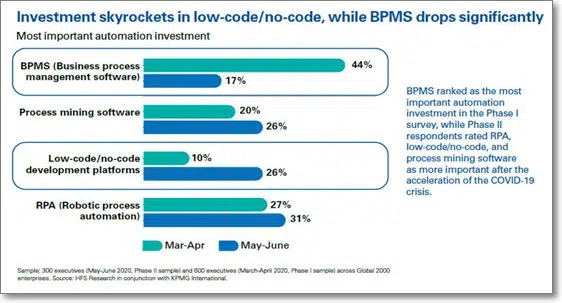 Investment skyrockets in low-code/no-code, while BPMS drops significantly
Most important automation investment
BPMS (Business process
management software)
44%
17%
Process mining software
20%
26%
Low-code/no-code
development platforms
10%
26%
RPA (Robotic process
automation)
27%
31%
Mar-Apr
May-June
BPMS ranked as the most
important automation
investment in the Phase I
survey, while Phase II
respondents rated RPA,
low-code/no-code, and
process mining software
as more important after the
acceleration of the COVID-19
crisis.
Sample: 300 executives (May-June 2020, Phase II sample) and 600 executives (March-April 2020, Phase I sample) across Global 2000
enterprises. Source: HFS Research in conjunction with KPMG International.